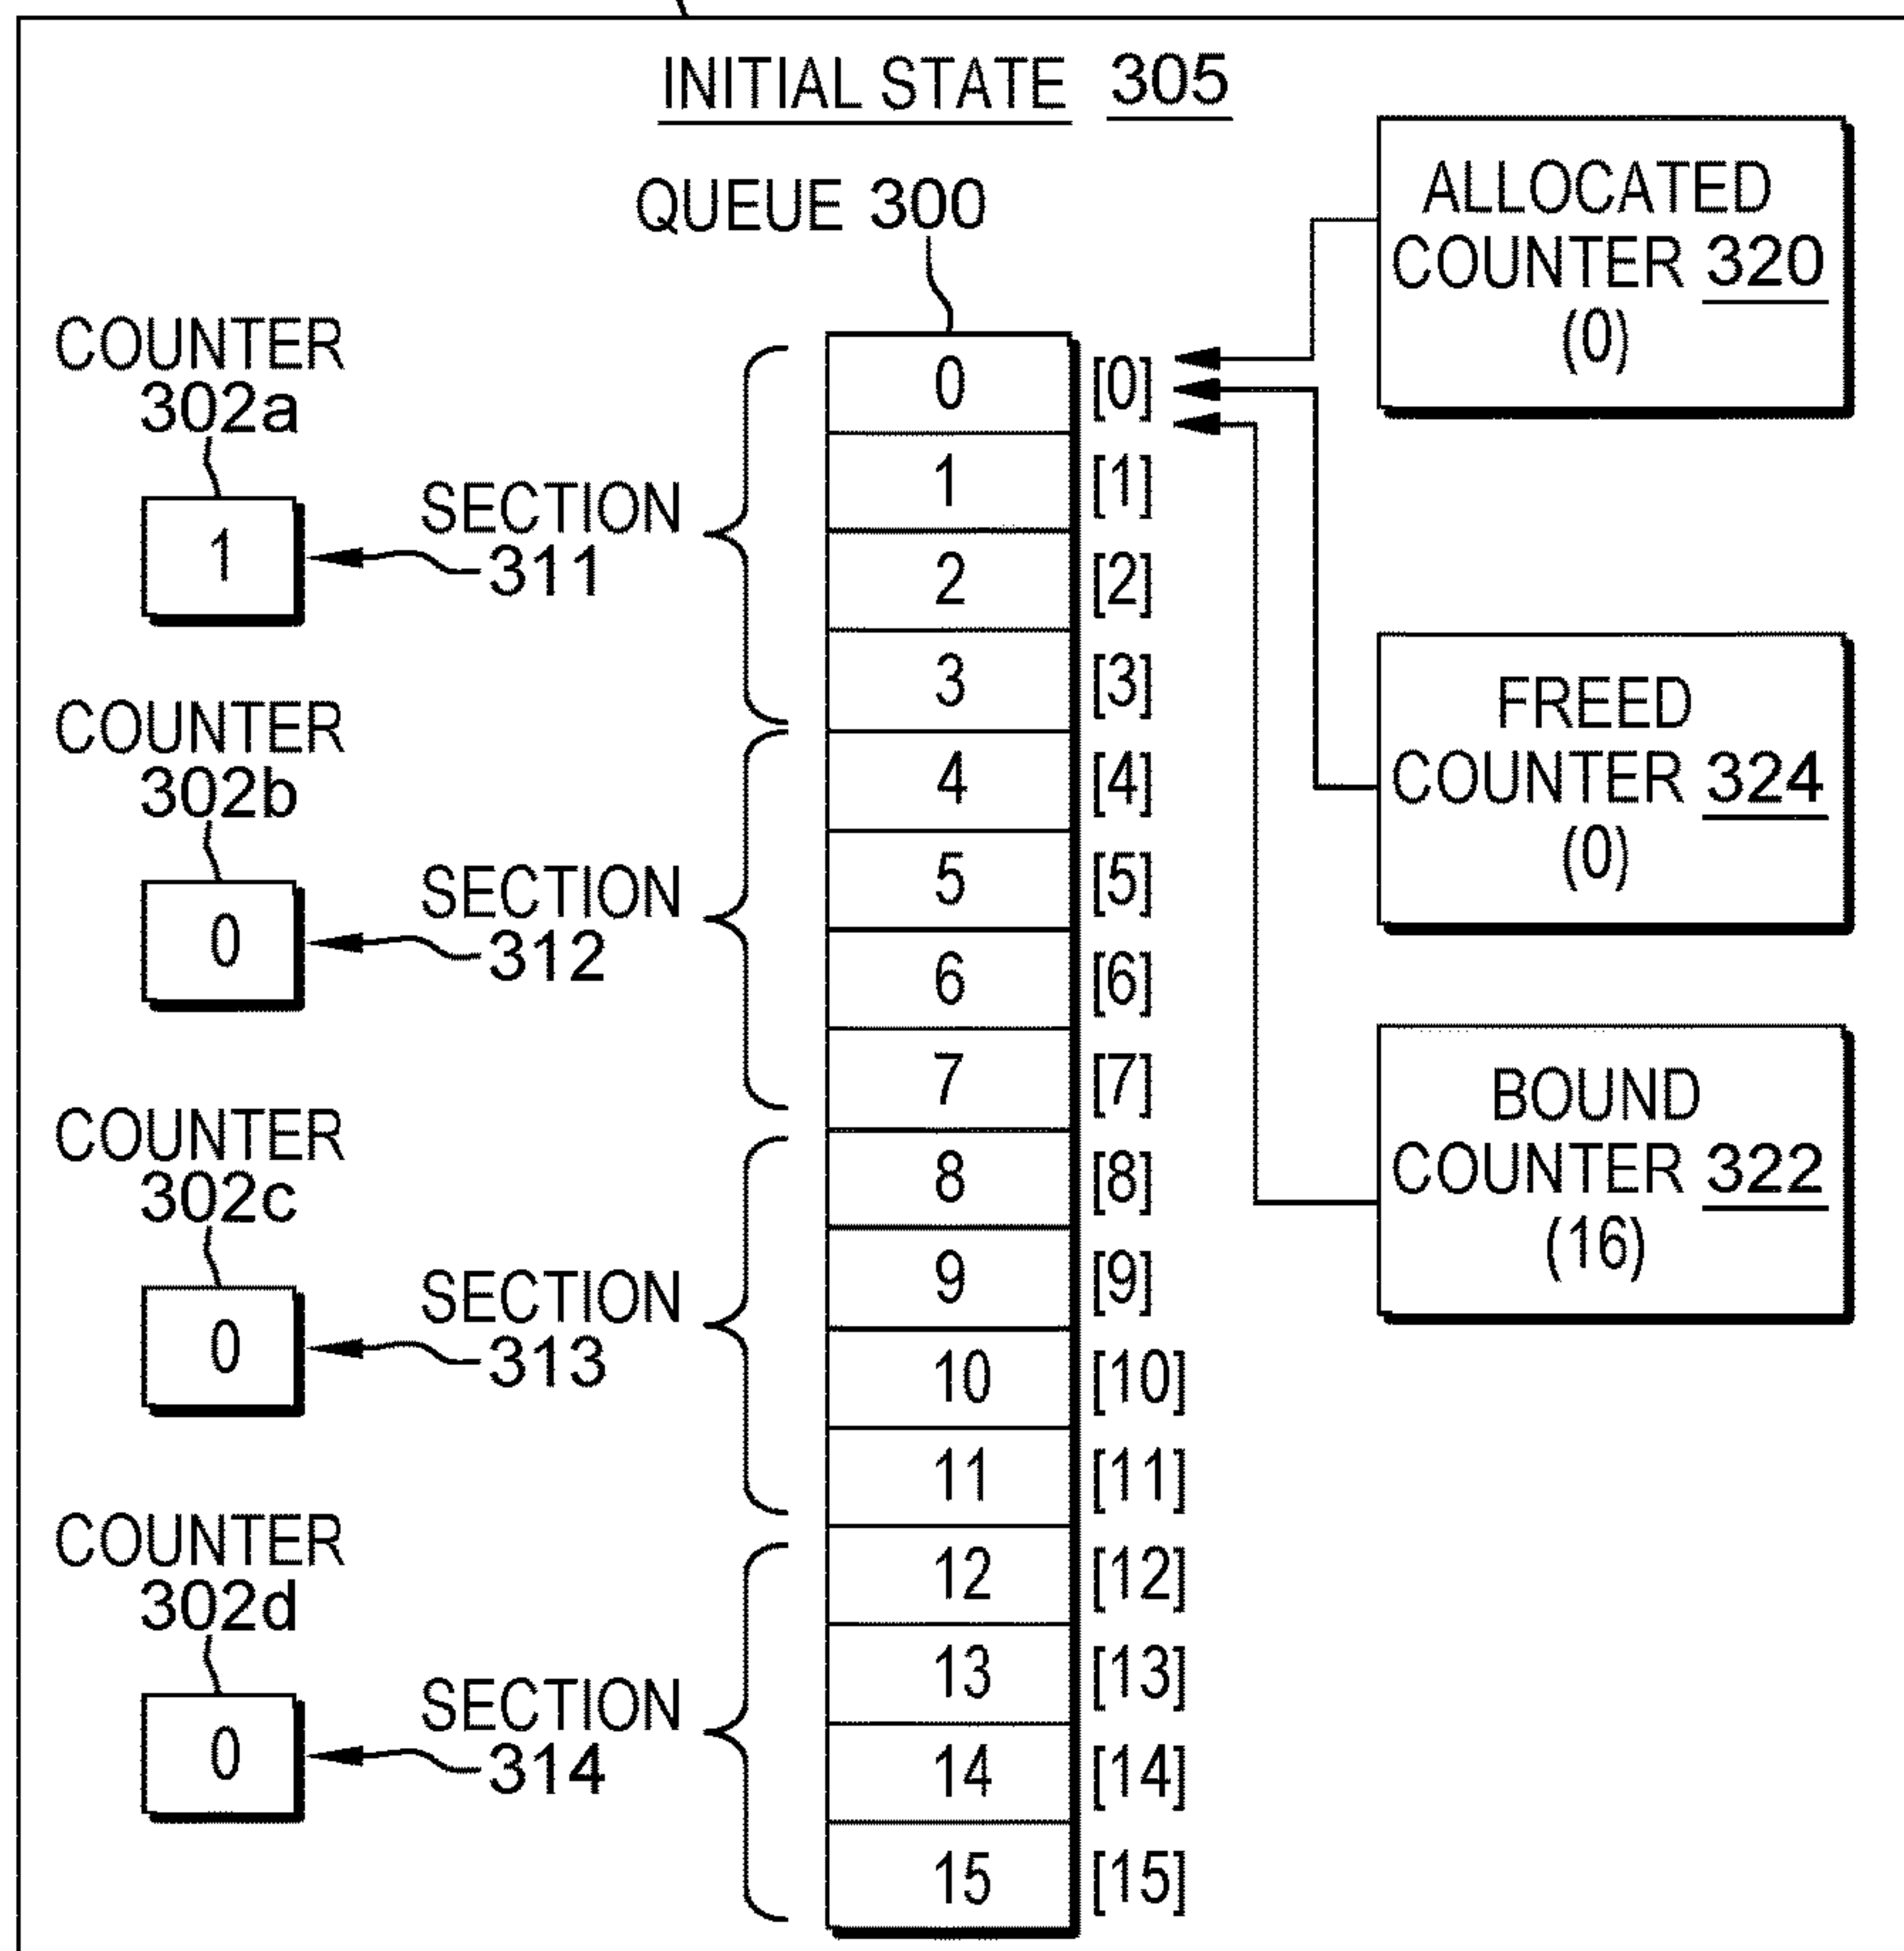 INITIAL STATE 305
QUEUE 300
ALLOCATED
COUNTER 320
(0)
FREED
COUNTER 324
(0)
BOUND
COUNTER 322
(16)
COUNTER
302a
1
SECTION
311
COUNTER
302b
0
SECTION
312
COUNTER
302c
0
SECTION
313
COUNTER
302d
0
SECTION
314
0 [0]
1 [1]
2 [2]
3 [3]
4 [4]
5 [5]
6 [6]
7 [7]
8 [8]
9 [9]
10 [10]
11 [11]
12 [12]
13 [13]
14 [14]
15 [15]